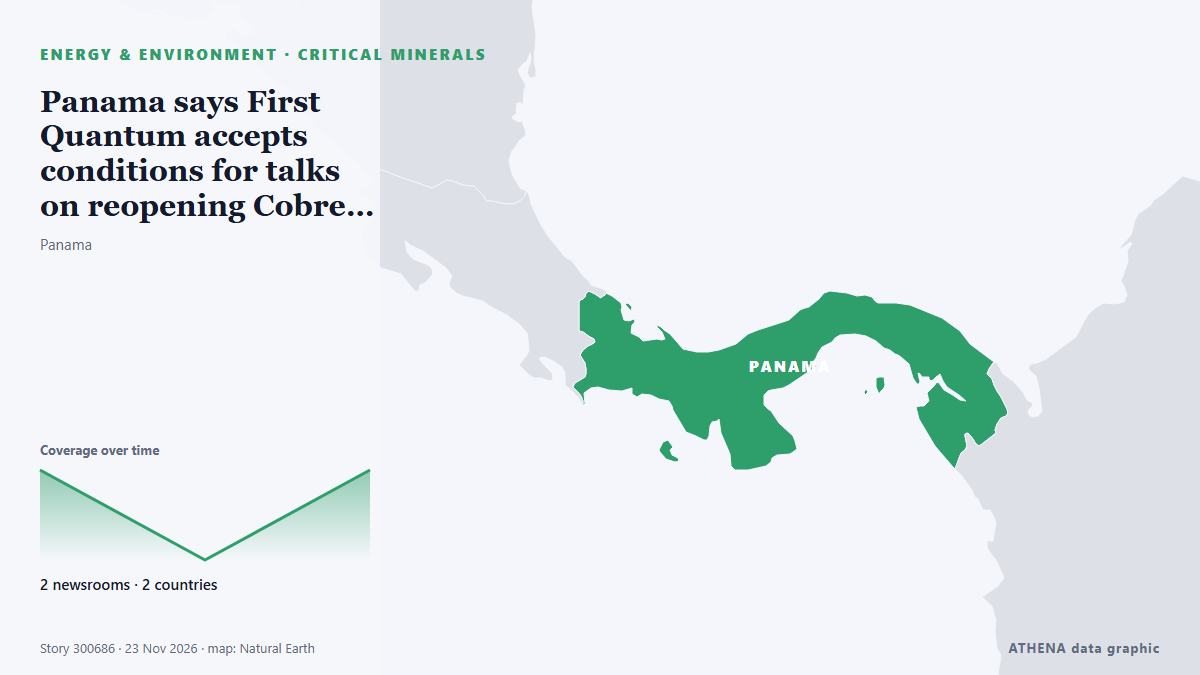 ENERGY & ENVIRONMENT · CRITICAL MINERALS
Panama says First
Quantum accepts
conditions for talks
on reopening Cobre...
Panama
PANAMA
Coverage over time
2 newsrooms · 2 countries
Story 300686 · 23 Nov 2026 · map: Natural Earth
ATHENA data graphic